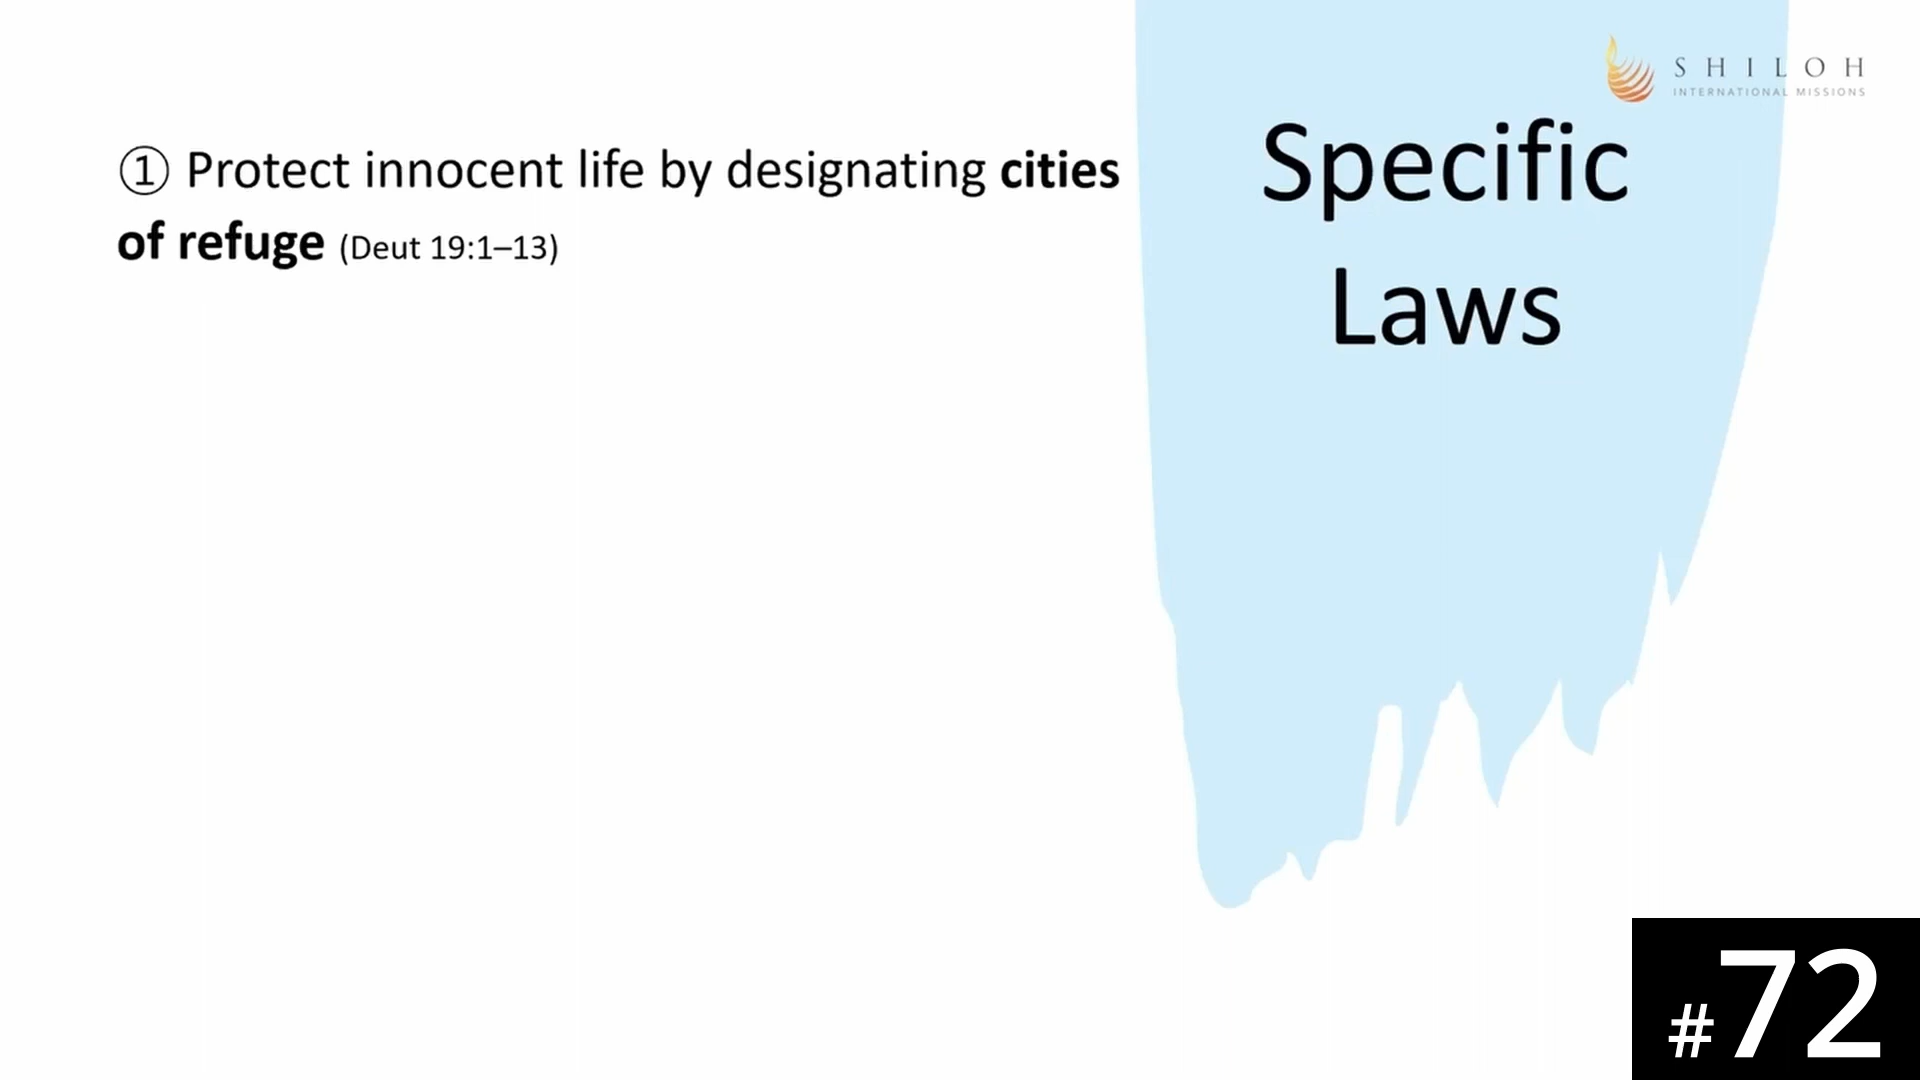 ① Protect innocent life by designating cities
of refuge (Deut 19:1–13)
SHILOH
INTERNATIONAL MISSIONS
Specific
Laws
#72